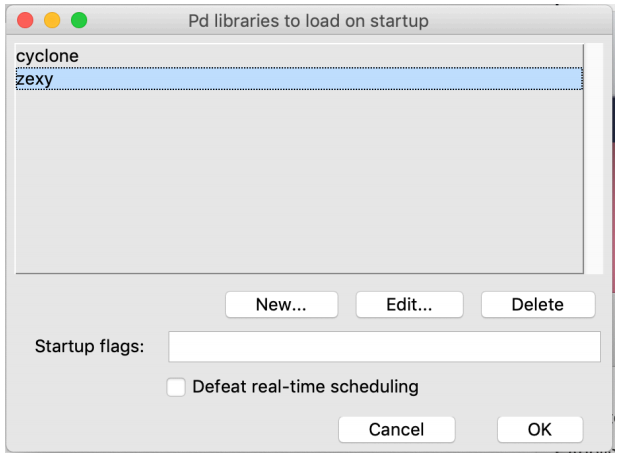 Pd libraries to load on startup
cyclone
zexy
New... Edit... Delete
Startup flags:
Defeat real-time scheduling
Cancel OK